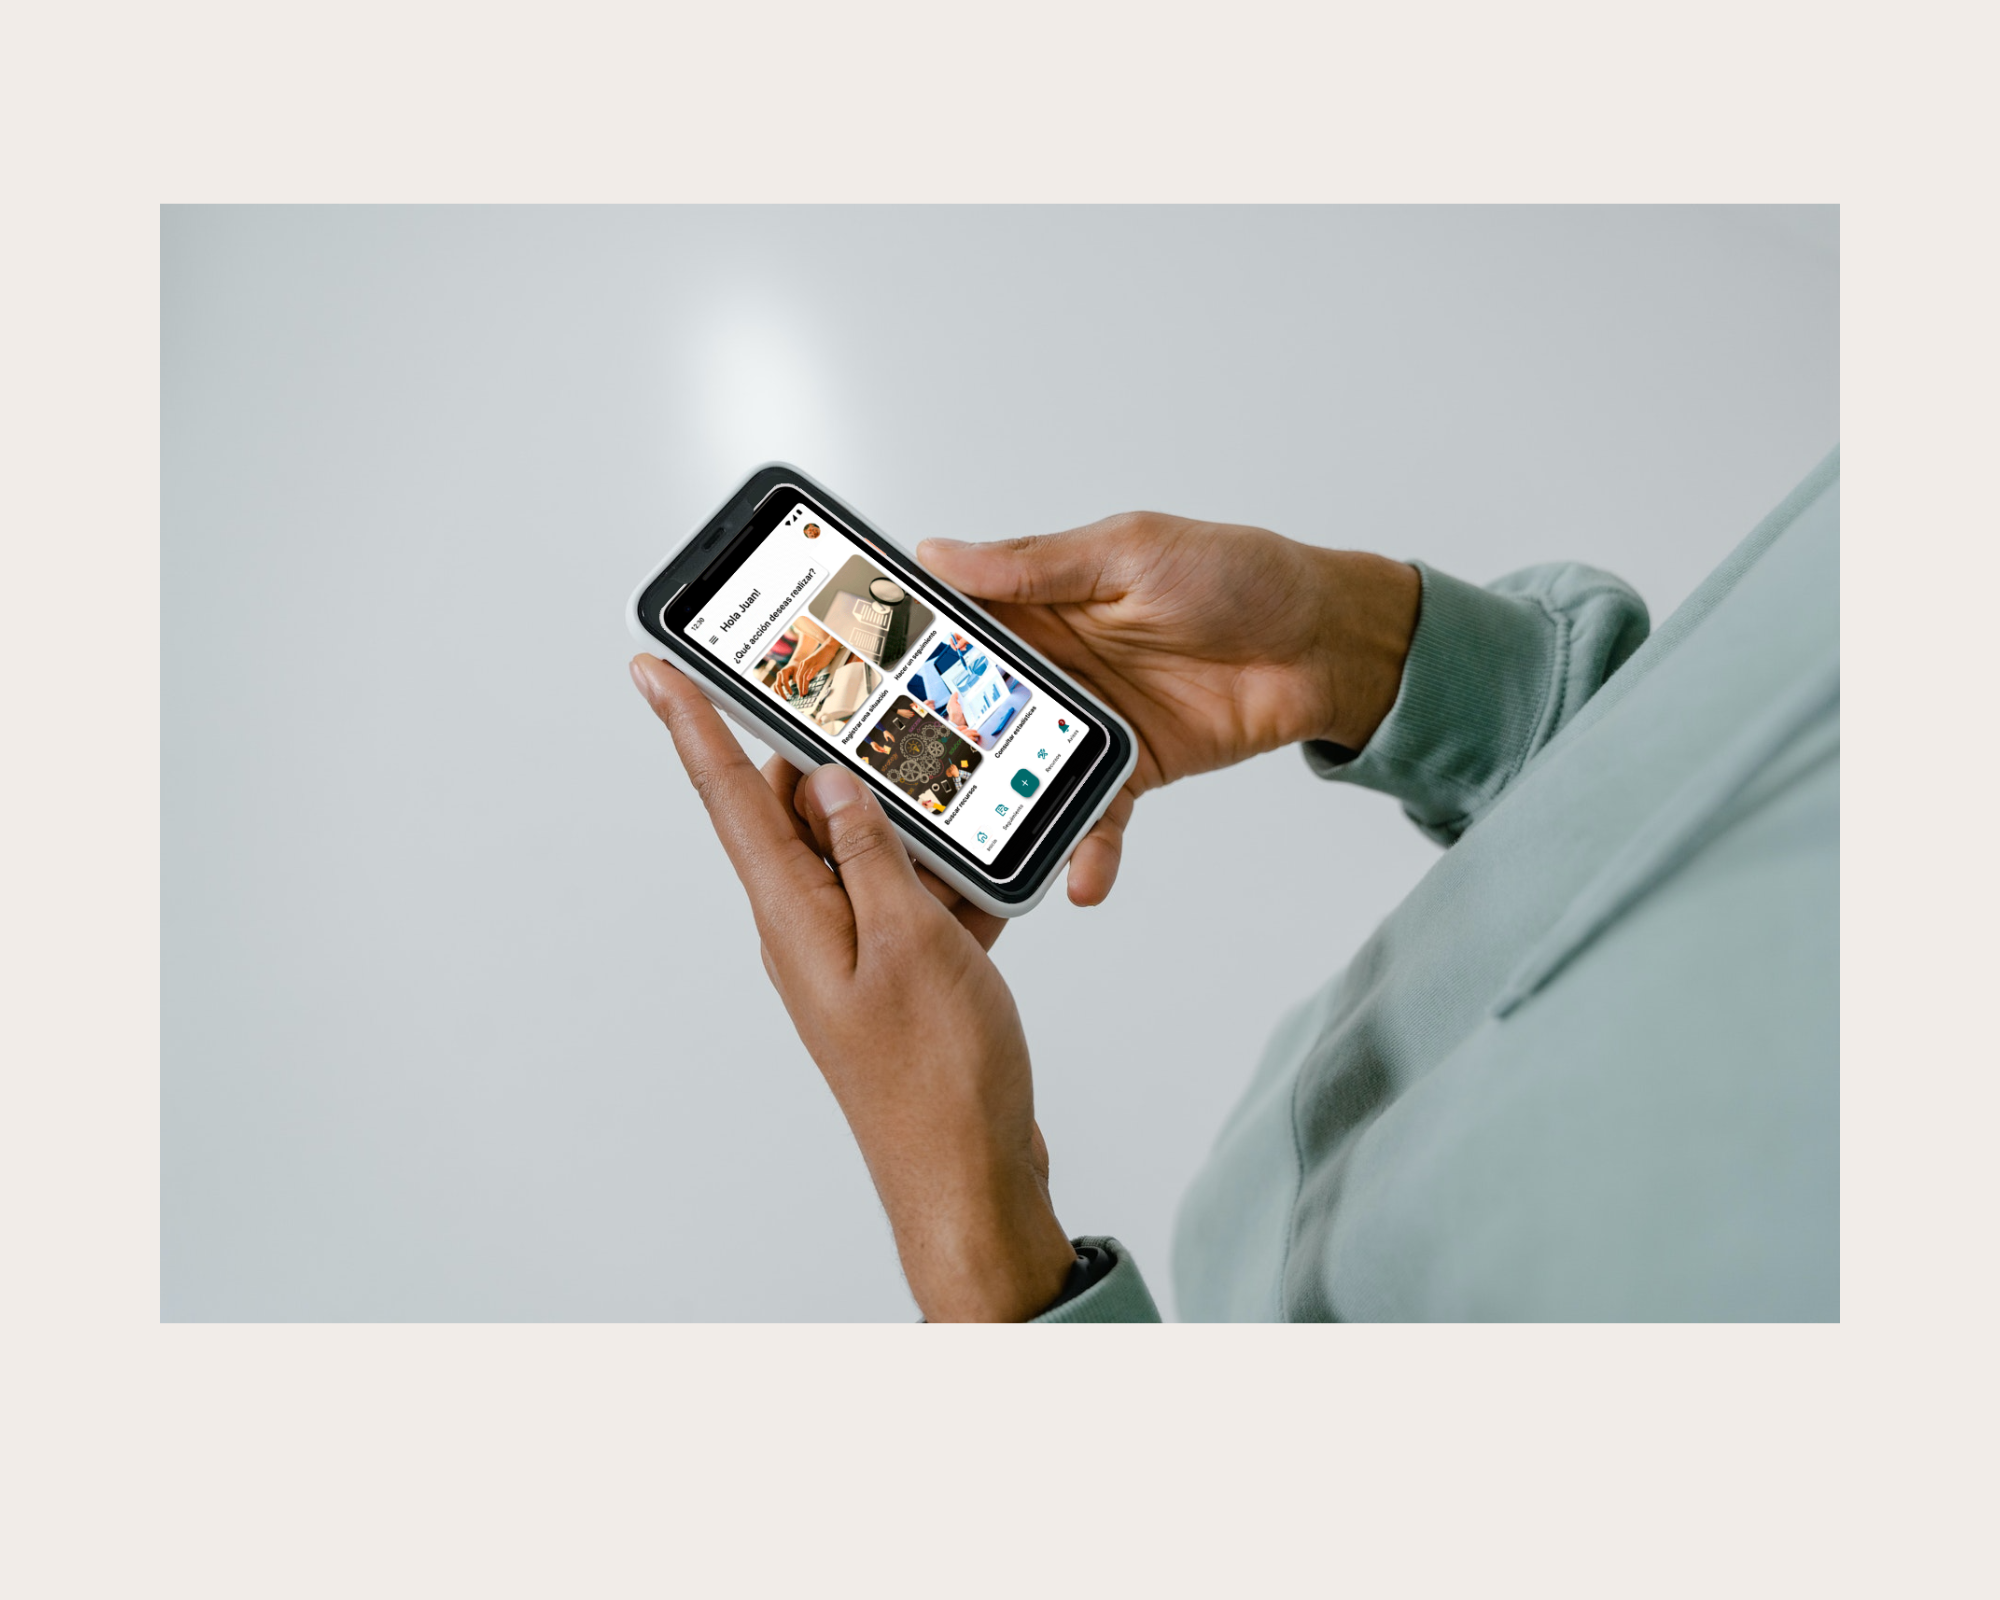 12:30
Hola Juan!
¿Qué acción deseas realizar?
Registrar una situación
Hacer un seguimiento
Buscar recursos
Consultar estadísticas
Inicio
Seguimiento
+
Recursos
Avisos